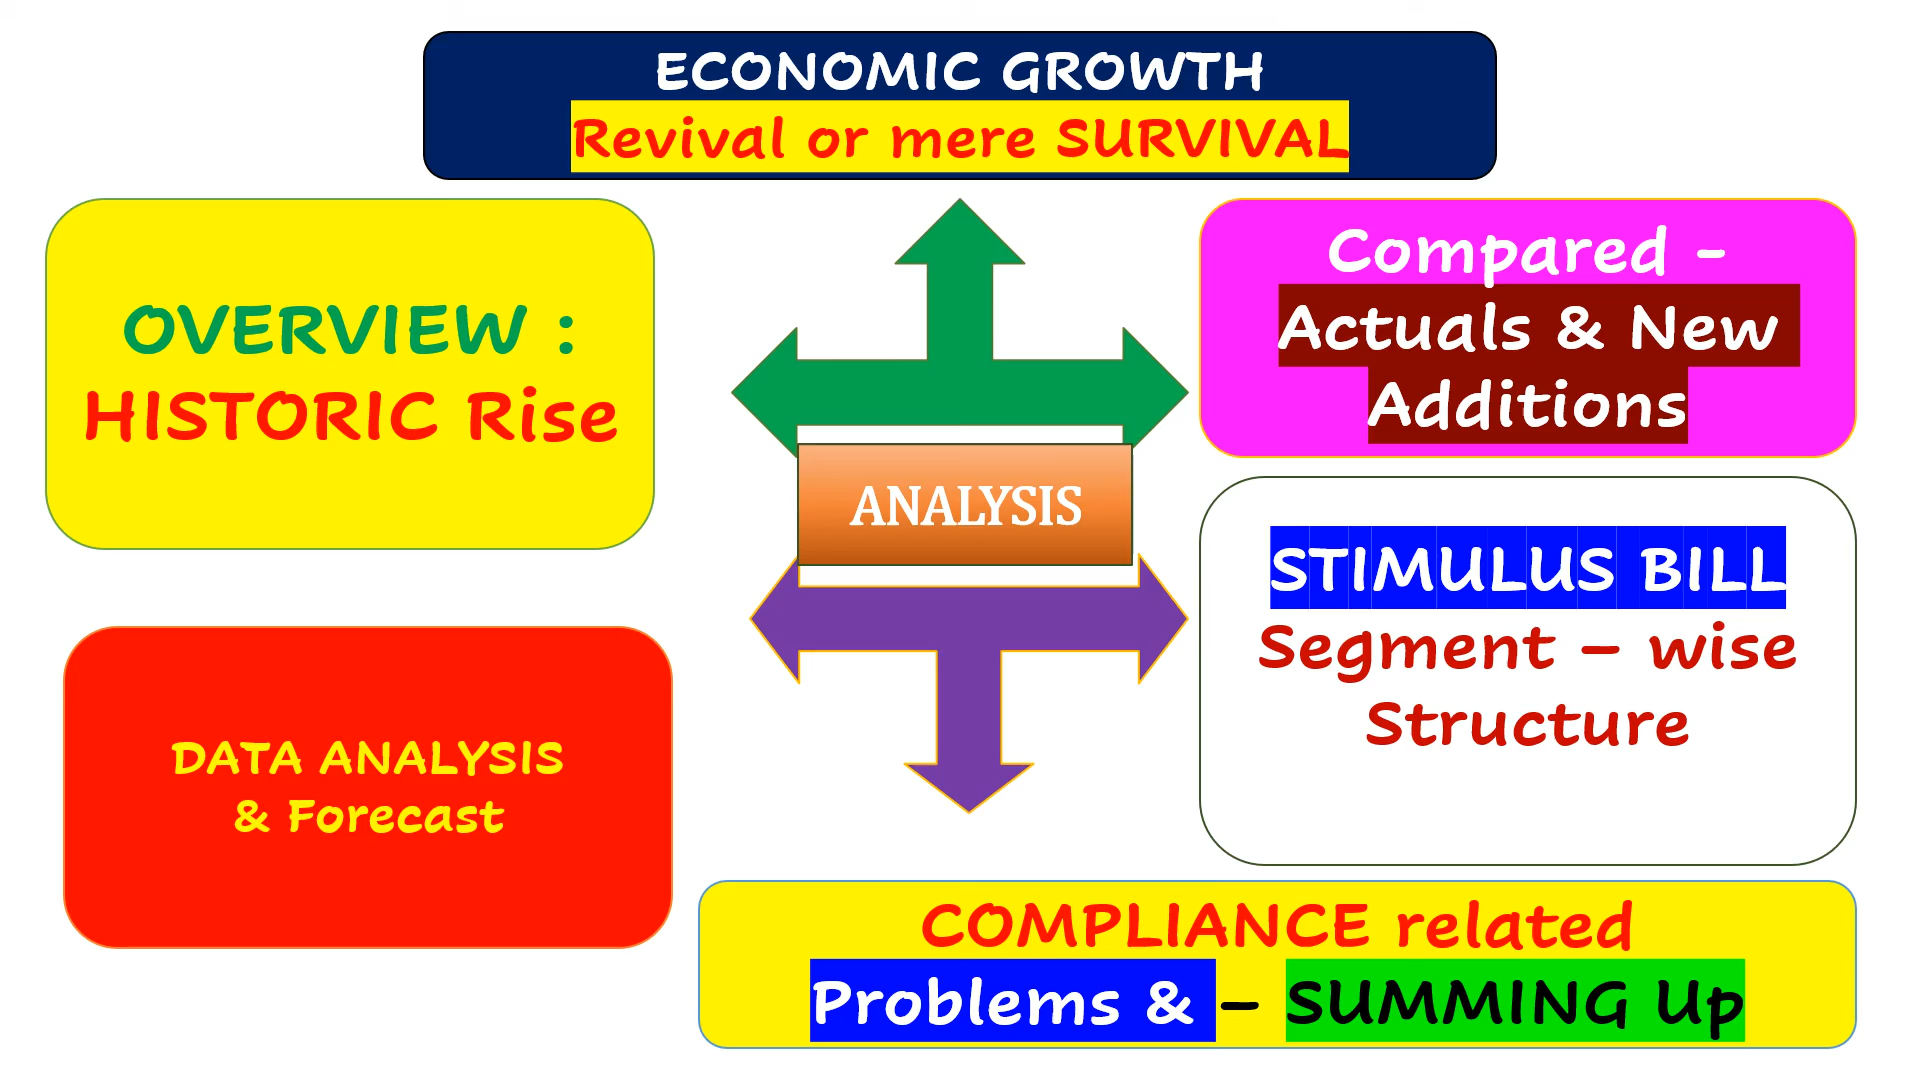 ECONOMIC GROWTH
Revival or mere SURVIVAL
OVERVIEW :
HISTORIC Rise
Compared -
Actuals & New
Additions
ANALYSIS
STIMULUS BILL
Segment – wise
Structure
DATA ANALYSIS
& Forecast
COMPLIANCE related
Problems & – SUMMING Up